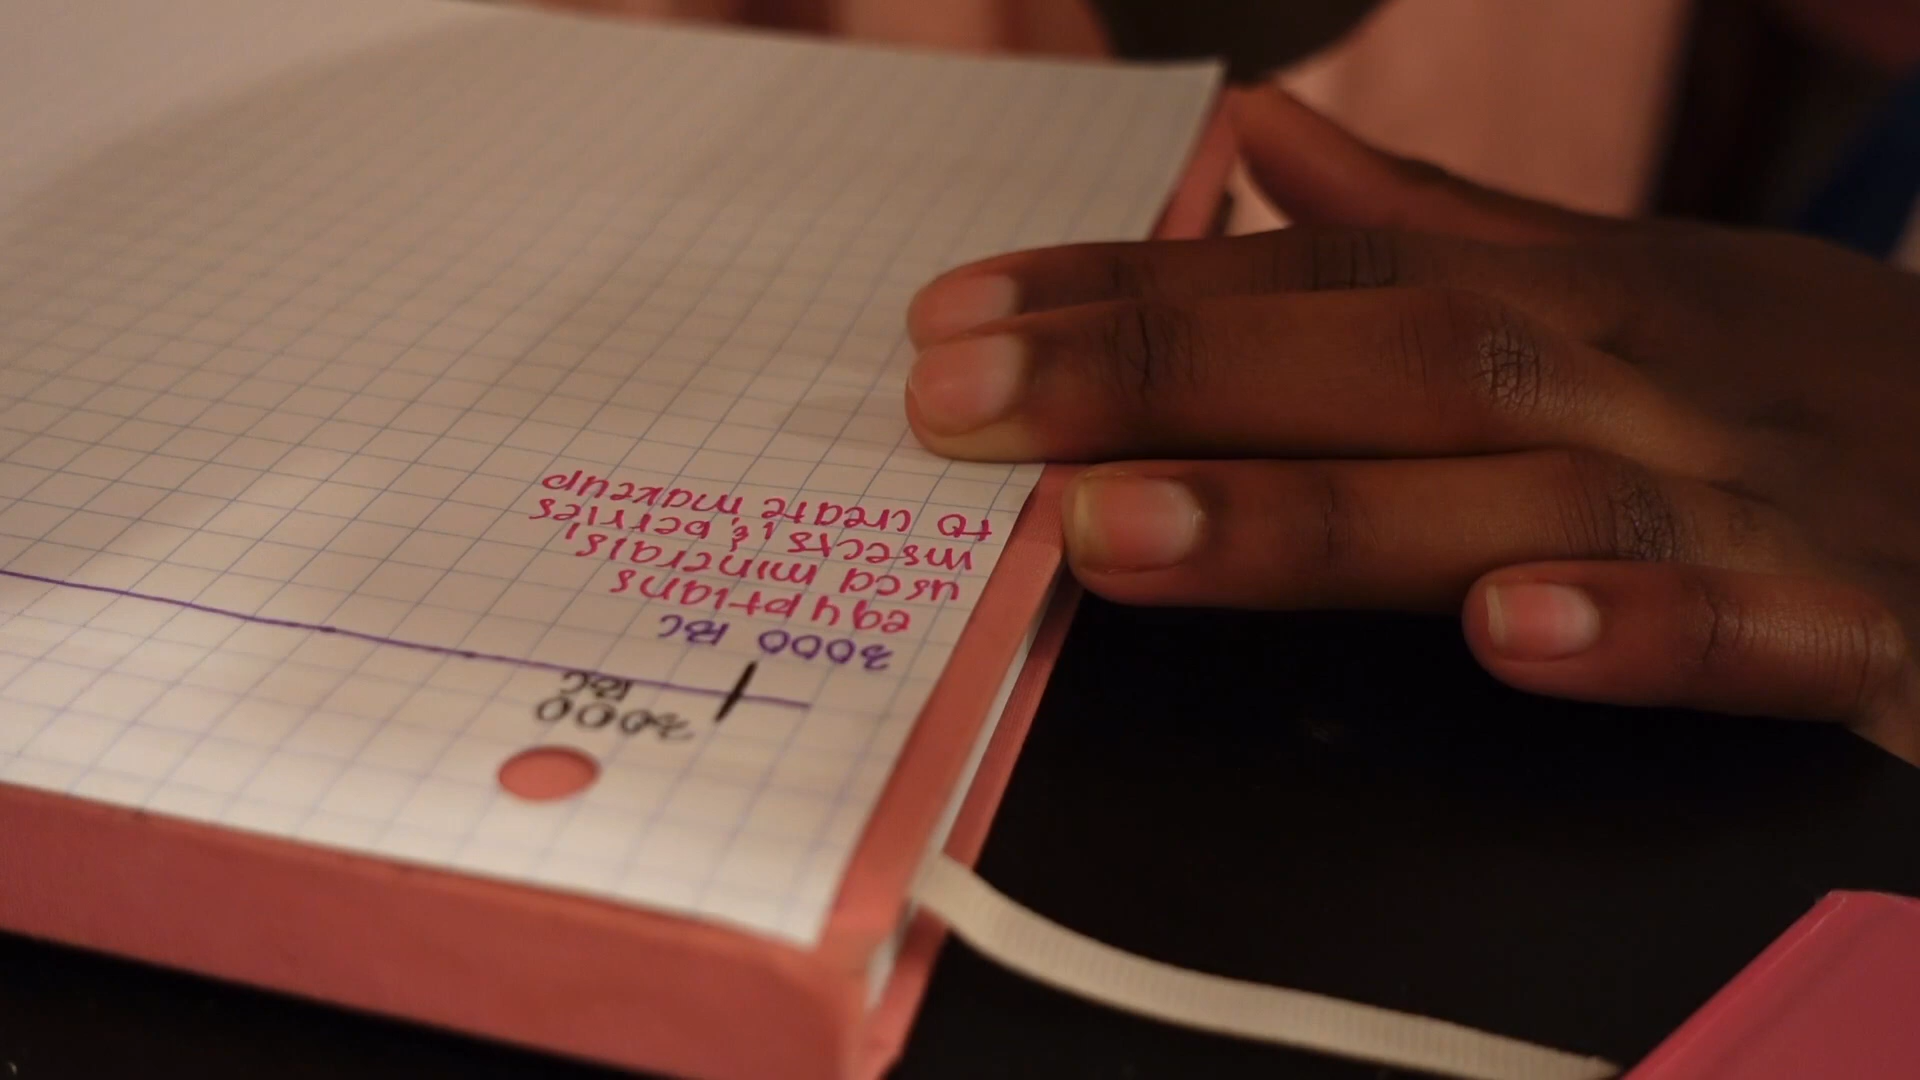 3000
BC
3000 BC
egyptians
used minerals,
insects, & berries
to create makeup